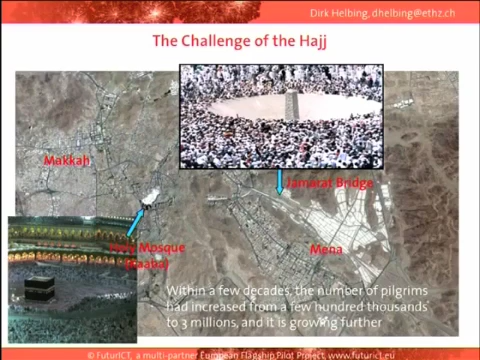 Dirk Helbing, dhelbing@ethz.ch
The Challenge of the Hajj
Makkah
Jamarat Bridge
Holy Mosque
(Kaaba)
Mena
Within a few decades, the number of pilgrims
had increased from a few hundred thousands
to 3 millions, and it is growing further
© FuturICT, a multi-partner European Flagship Pilot Project, www.futurict.eu